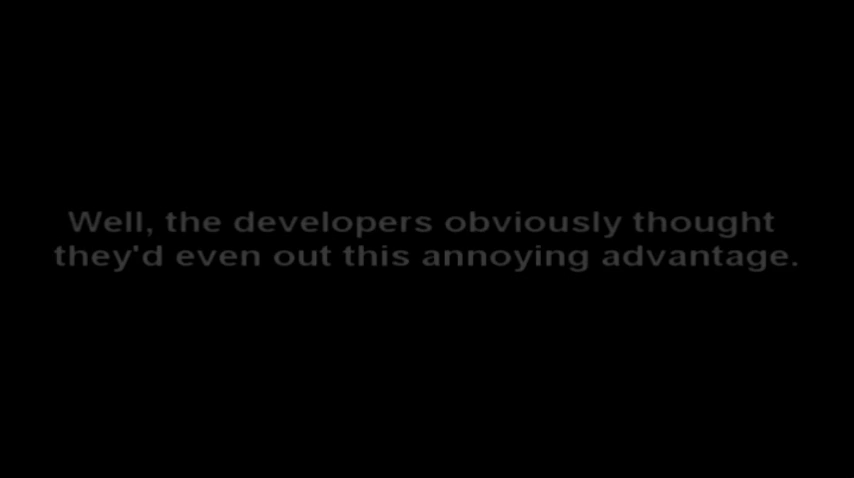 Well, the developers obviously thought
they'd even out this annoying advantage.